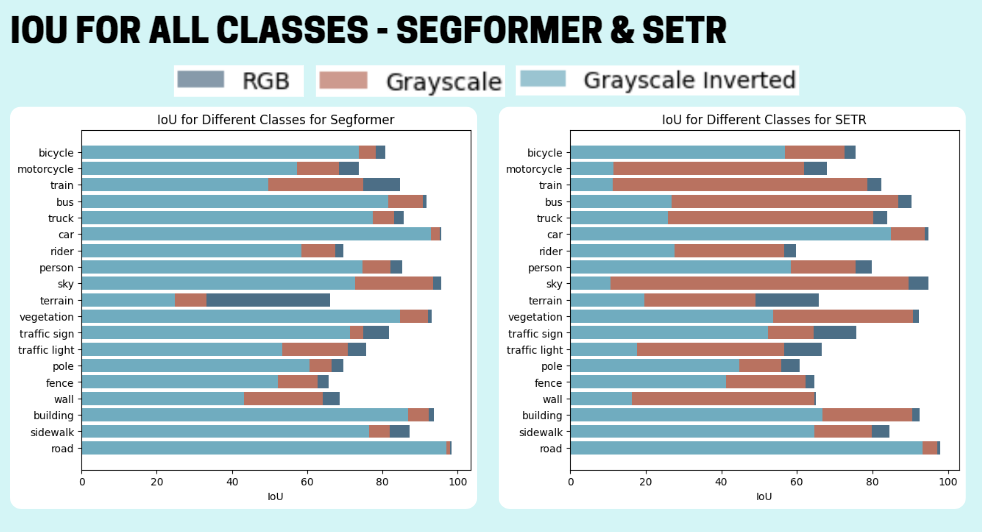 IOU FOR ALL CLASSES - SEGFORMER & SETR
RGB
Grayscale
Grayscale Inverted
IoU for Different Classes for Segformer
bicycle
motorcycle
train
bus
truck
car
rider
person
sky
terrain
vegetation
traffic sign
traffic light
pole
fence
wall
building
sidewalk
road
0 20 40 60 80 100
IoU
IoU for Different Classes for SETR
bicycle
motorcycle
train
bus
truck
car
rider
person
sky
terrain
vegetation
traffic sign
traffic light
pole
fence
wall
building
sidewalk
road
0 20 40 60 80 100
IoU